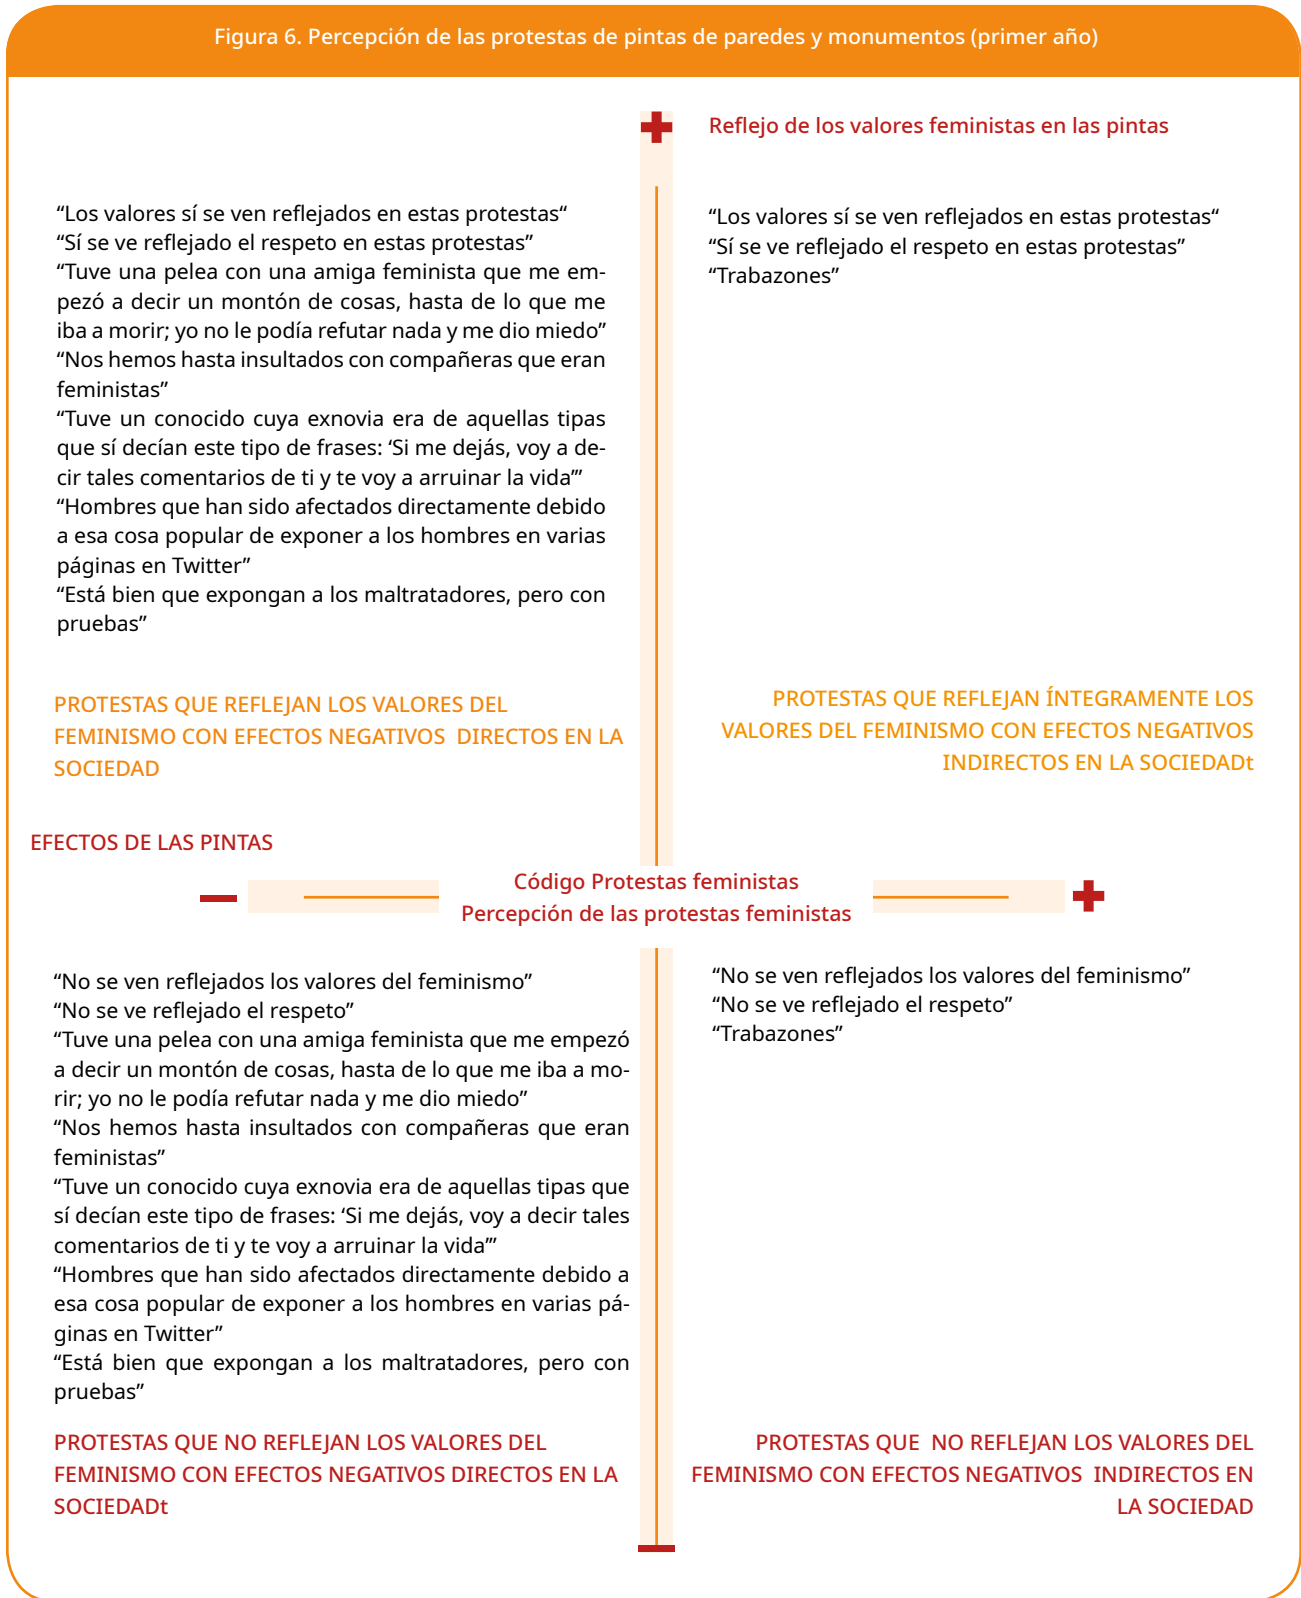 Figura 6. Percepción de las protestas de pintas de paredes y monumentos (primer año)
Reflejo de los valores feministas en las pintas
“Los valores sí se ven reflejados en estas protestas“
“Sí se ve reflejado el respeto en estas protestas”
“Tuve una pelea con una amiga feminista que me em-
pezó a decir un montón de cosas, hasta de lo que me
iba a morir; yo no le podía refutar nada y me dio miedo”
“Nos hemos hasta insultados con compañeras que eran
feministas”
“Tuve un conocido cuya exnovia era de aquellas tipas
que sí decían este tipo de frases: ‘Si me dejás, voy a de-
cir tales comentarios de ti y te voy a arruinar la vida’”
“Hombres que han sido afectados directamente debido
a esa cosa popular de exponer a los hombres en varias
páginas en Twitter”
“Está bien que expongan a los maltratadores, pero con
pruebas”
PROTESTAS QUE REFLEJAN LOS VALORES DEL
FEMINISMO CON EFECTOS NEGATIVOS  DIRECTOS EN LA
SOCIEDAD
“Los valores sí se ven reflejados en estas protestas“
“Sí se ve reflejado el respeto en estas protestas”
“Trabazones”
PROTESTAS QUE REFLEJAN ÍNTEGRAMENTE LOS
VALORES DEL FEMINISMO CON EFECTOS NEGATIVOS
INDIRECTOS EN LA SOCIEDADt
EFECTOS DE LAS PINTAS
Código Protestas feministas
Percepción de las protestas feministas
“No se ven reflejados los valores del feminismo”
“No se ve reflejado el respeto”
“Tuve una pelea con una amiga feminista que me empezó
a decir un montón de cosas, hasta de lo que me iba a mo-
rir; yo no le podía refutar nada y me dio miedo”
“Nos hemos hasta insultados con compañeras que eran
feministas”
“Tuve un conocido cuya exnovia era de aquellas tipas que
sí decían este tipo de frases: ‘Si me dejás, voy a decir tales
comentarios de ti y te voy a arruinar la vida’”
“Hombres que han sido afectados directamente debido a
esa cosa popular de exponer a los hombres en varias pá-
ginas en Twitter”
“Está bien que expongan a los maltratadores, pero con
pruebas”
PROTESTAS QUE NO REFLEJAN LOS VALORES DEL
FEMINISMO CON EFECTOS NEGATIVOS DIRECTOS EN LA
SOCIEDADt
“No se ven reflejados los valores del feminismo”
“No se ve reflejado el respeto”
“Trabazones”
PROTESTAS QUE  NO REFLEJAN LOS VALORES DEL
FEMINISMO CON EFECTOS NEGATIVOS  INDIRECTOS EN
LA SOCIEDAD